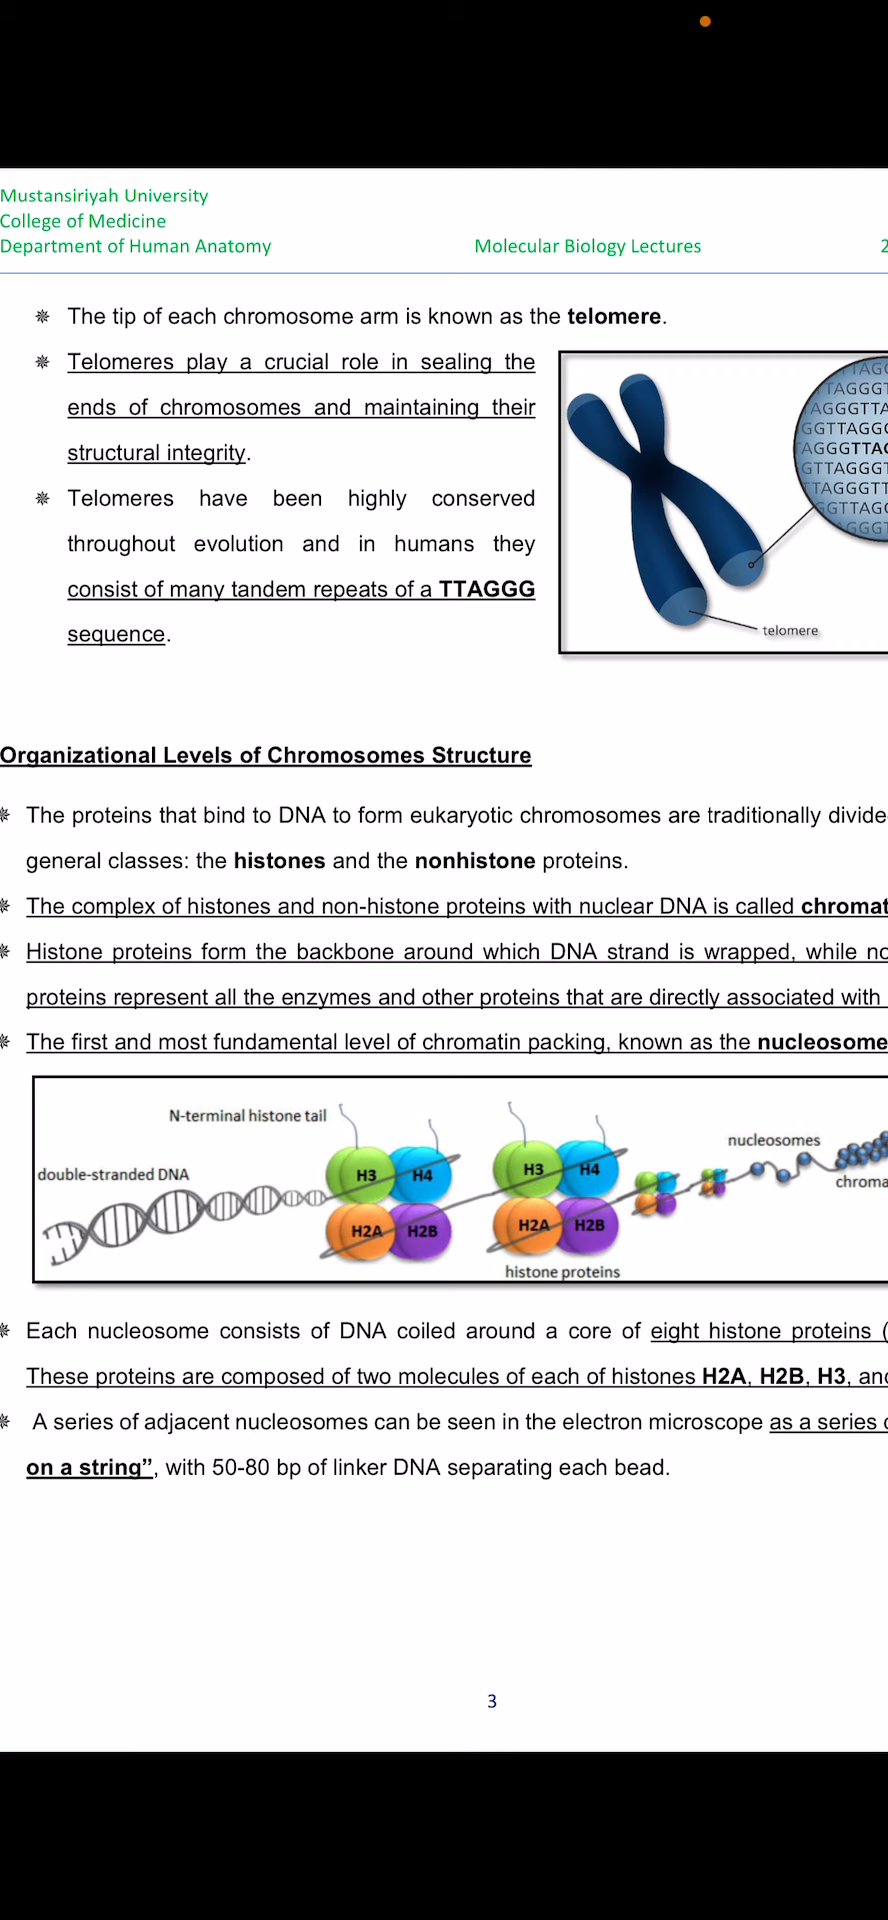 Mustansiriyah University
College of Medicine
Department of Human Anatomy Molecular Biology Lectures 2
✵ The tip of each chromosome arm is known as the telomere.
✵ Telomeres play a crucial role in sealing the
ends of chromosomes and maintaining their
structural integrity.
✵ Telomeres have been highly conserved
throughout evolution and in humans they
consist of many tandem repeats of a TTAGGG
sequence.
TTAGG
TAGGGT
AGGGTTA
GGTTAGGG
AGGGTTAG
GTTAGGGT
TTAGGGTT
GGTTAGG
AGGGT
telomere
Organizational Levels of Chromosomes Structure
✵ The proteins that bind to DNA to form eukaryotic chromosomes are traditionally divide
general classes: the histones and the nonhistone proteins.
✵ The complex of histones and non-histone proteins with nuclear DNA is called chromat
✵ Histone proteins form the backbone around which DNA strand is wrapped, while no
proteins represent all the enzymes and other proteins that are directly associated with
✵ The first and most fundamental level of chromatin packing, known as the nucleosome
N-terminal histone tail
double-stranded DNA
H3 H4
H2A H2B
H3 H4
H2A H2B
histone proteins
nucleosomes
chroma
✵ Each nucleosome consists of DNA coiled around a core of eight histone proteins (
These proteins are composed of two molecules of each of histones H2A, H2B, H3, and
✵ A series of adjacent nucleosomes can be seen in the electron microscope as a series
on a string”, with 50-80 bp of linker DNA separating each bead.
3